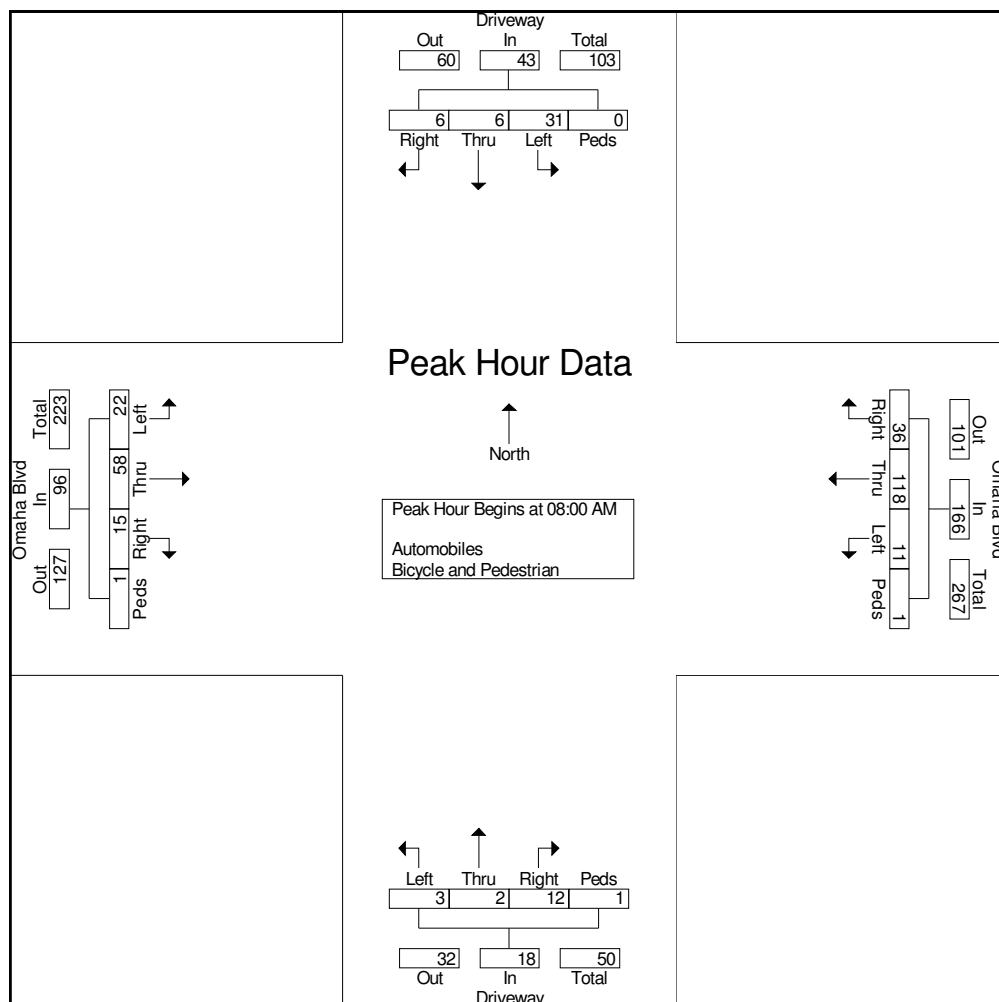 Driveway
Out In Total
60 43 103
6 6 31 0
Right Thru Left Peds
Peak Hour Data
North
Peak Hour Begins at 08:00 AM
Automobiles
Bicycle and Pedestrian
Omaha Blvd
Out In Total
127 96 223
1 15 58 22
Peds Right Thru Left
Omaha Blvd
Out In Total
101 166 267
36 118 11 1
Right Thru Left Peds
Left Thru Right Peds
3 2 12 1
32 18 50
Out In Total
Driveway